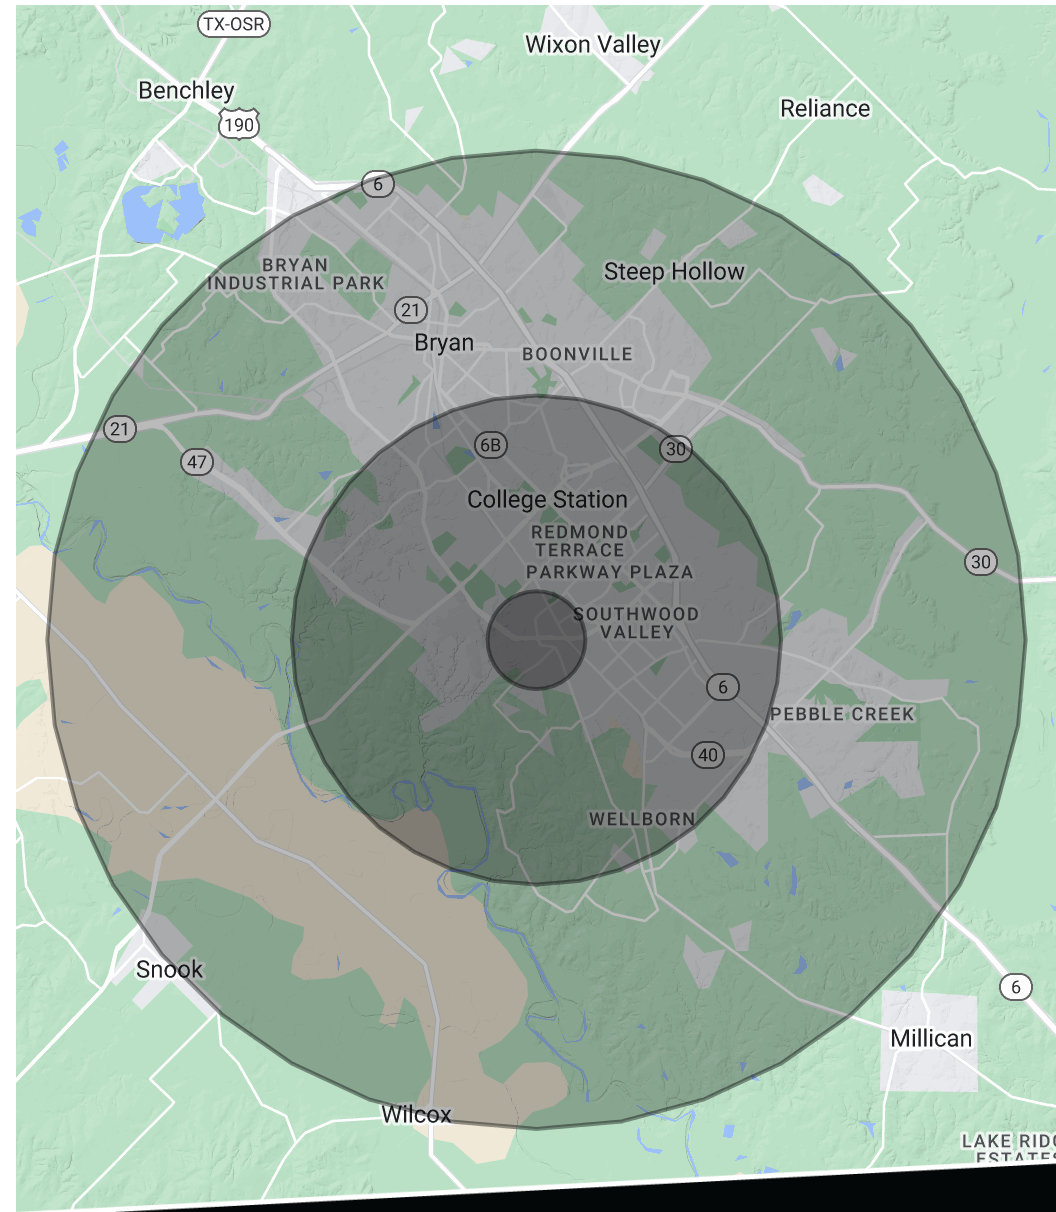 TX-OSR
Wixon Valley
Benchley
Reliance
190
6
BRYAN
INDUSTRIAL PARK
Steep Hollow
21
Bryan
BOONVILLE
21
6B
30
47
College Station
REDMOND
TERRACE
PARKWAY PLAZA
30
SOUTHWOOD
VALLEY
6
PEBBLE CREEK
40
WELLBORN
Snook
6
Millican
Wilcox
LAKE RIDG
ESTATES